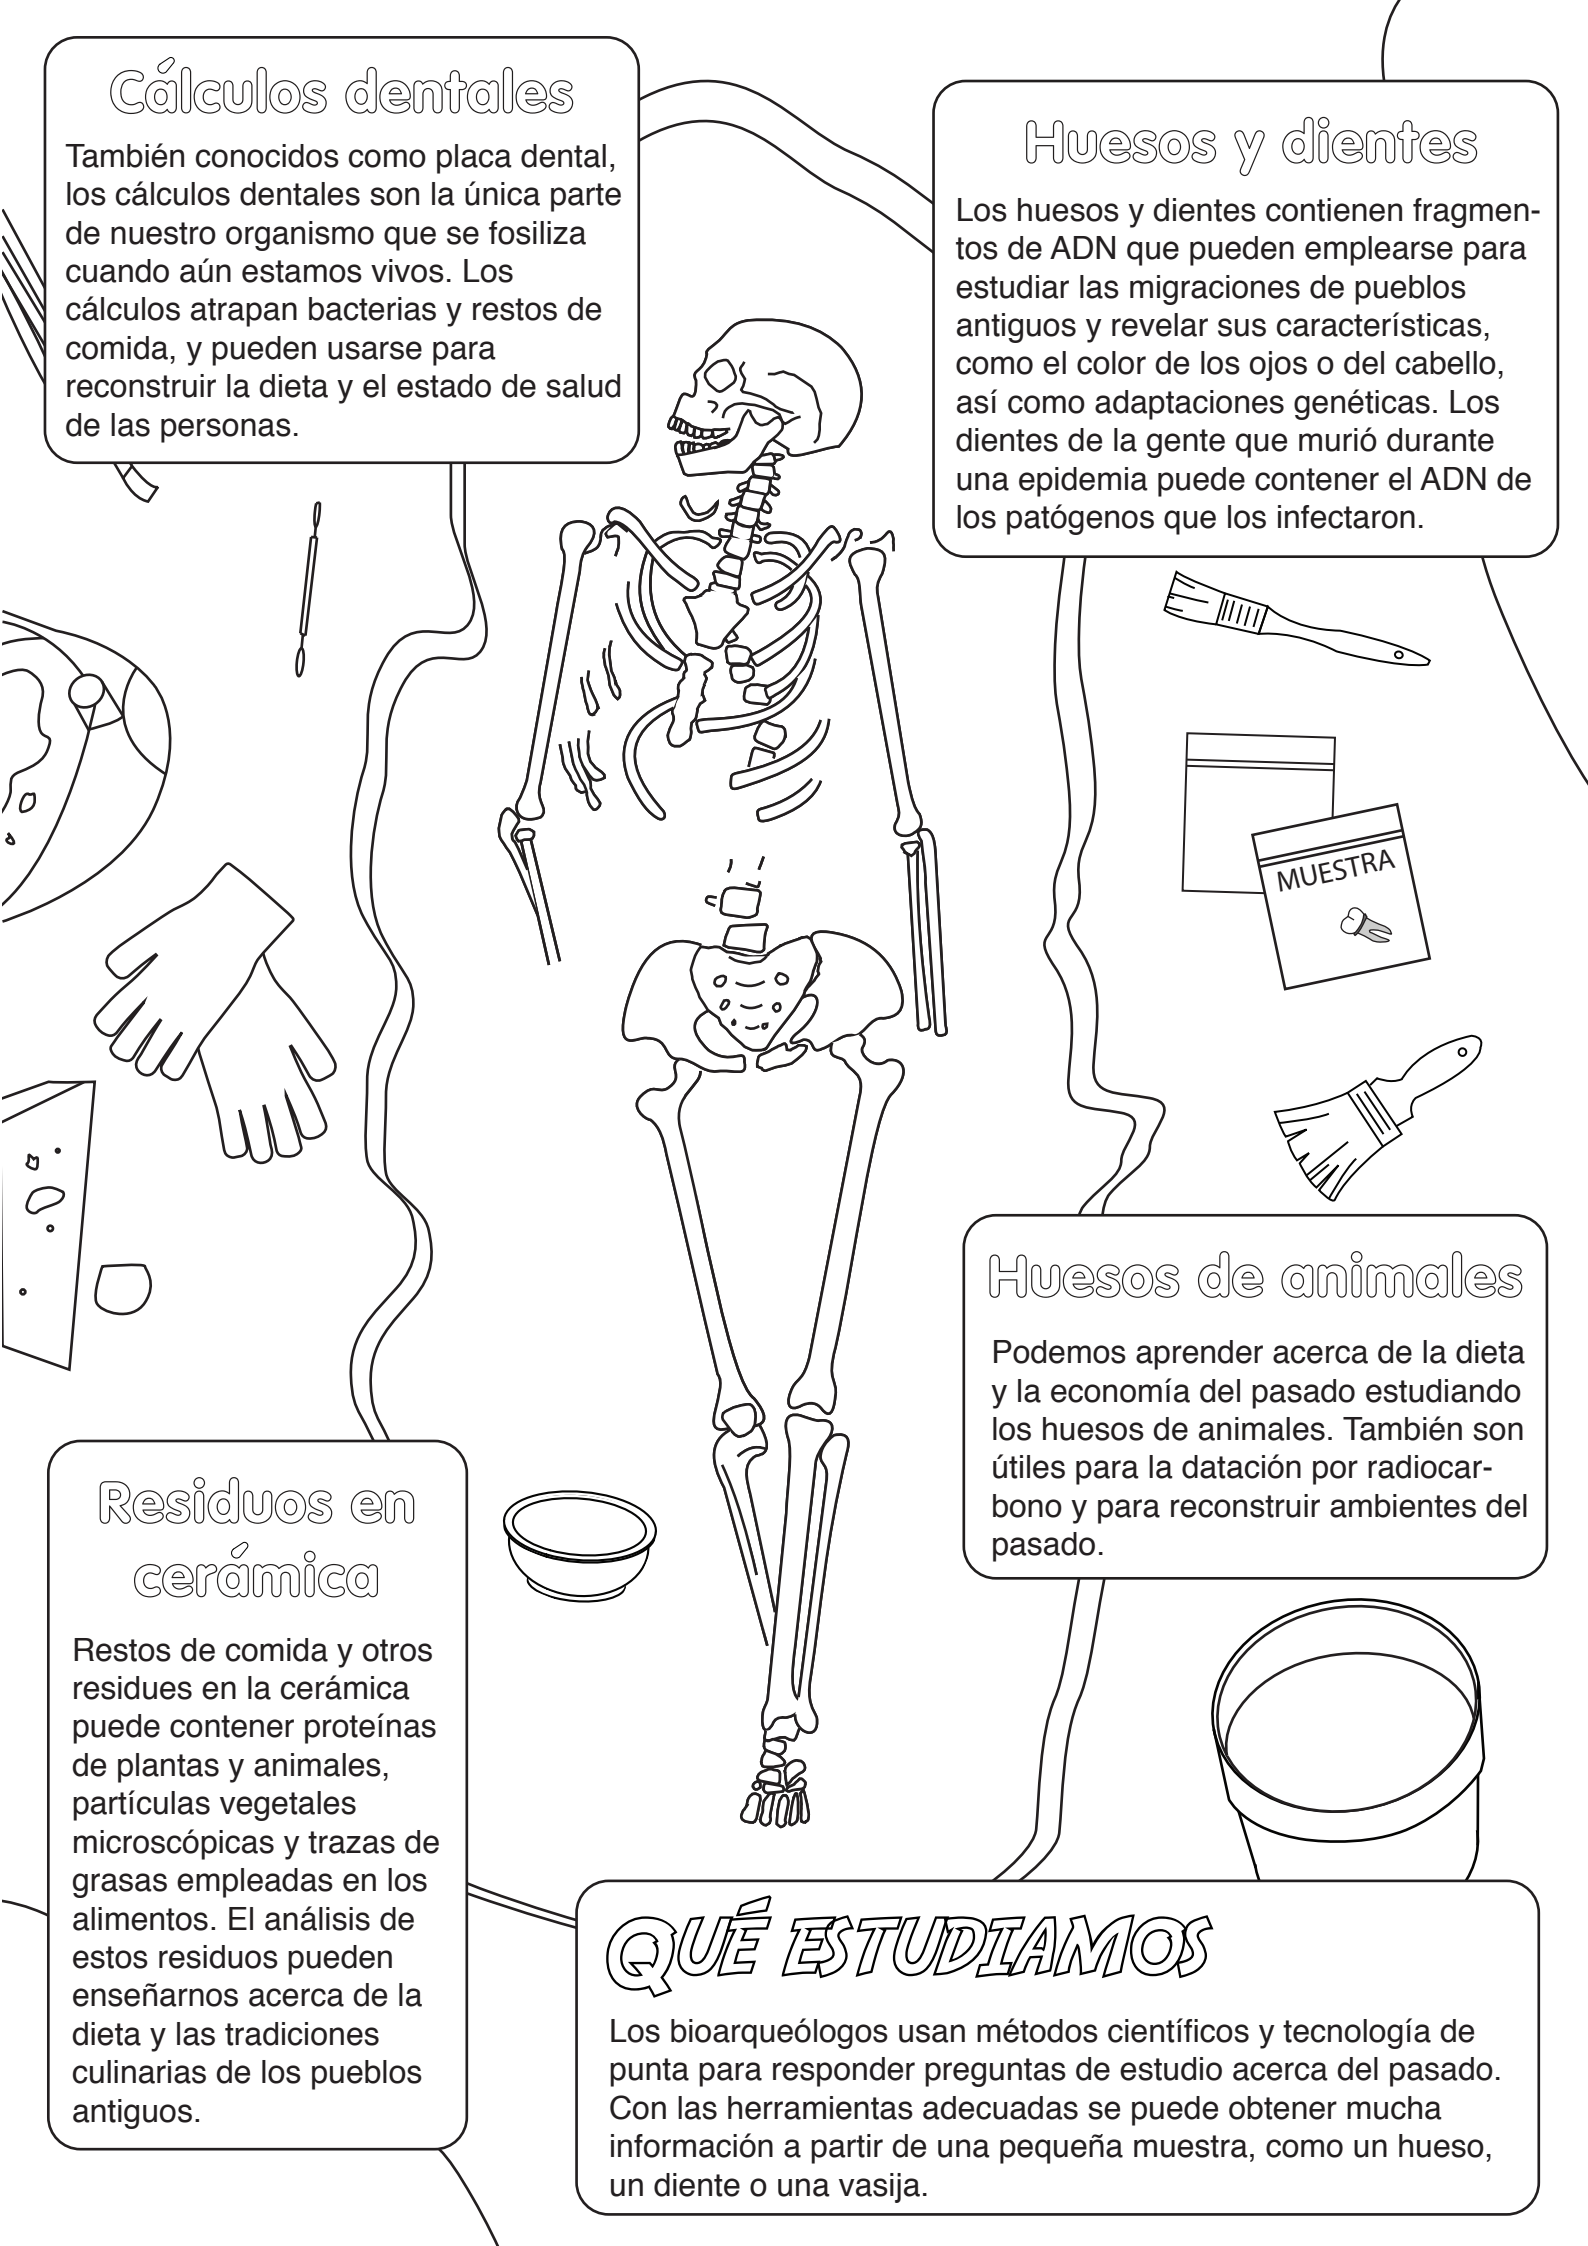 Cálculos dentales
También conocidos como placa dental,
los cálculos dentales son la única parte
de nuestro organismo que se fosiliza
cuando aún estamos vivos. Los
cálculos atrapan bacterias y restos de
comida, y pueden usarse para
reconstruir la dieta y el estado de salud
de las personas.
Huesos y dientes
Los huesos y dientes contienen fragmen-
tos de ADN que pueden emplearse para
estudiar las migraciones de pueblos
antiguos y revelar sus características,
como el color de los ojos o del cabello,
así como adaptaciones genéticas. Los
dientes de la gente que murió durante
una epidemia puede contener el ADN de
los patógenos que los infectaron.
MUESTRA
Huesos de animales
Podemos aprender acerca de la dieta
y la economía del pasado estudiando
los huesos de animales. También son
útiles para la datación por radiocar-
bono y para reconstruir ambientes del
pasado.
Residuos en
cerámica
Restos de comida y otros
residues en la cerámica
puede contener proteínas
de plantas y animales,
partículas vegetales
microscópicas y trazas de
grasas empleadas en los
alimentos. El análisis de
estos residuos pueden
enseñarnos acerca de la
dieta y las tradiciones
culinarias de los pueblos
antiguos.
QUÉ ESTUDIAMOS
Los bioarqueólogos usan métodos científicos y tecnología de
punta para responder preguntas de estudio acerca del pasado.
Con las herramientas adecuadas se puede obtener mucha
información a partir de una pequeña muestra, como un hueso,
un diente o una vasija.